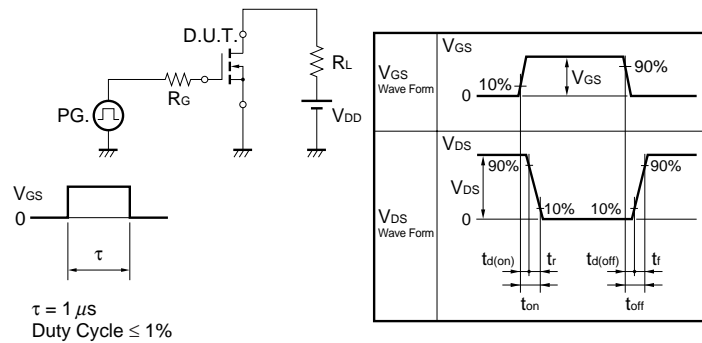 D.U.T.
RL
RG
PG.
VDD
VGS
0
τ
τ = 1 μs
Duty Cycle ≤ 1%
VGS
Wave Form
VGS
10%
VGS
90%
0
VDS
Wave Form
VDS
90%
90%
VDS
10%
10%
0
td(on)
tr
td(off)
tf
ton
toff